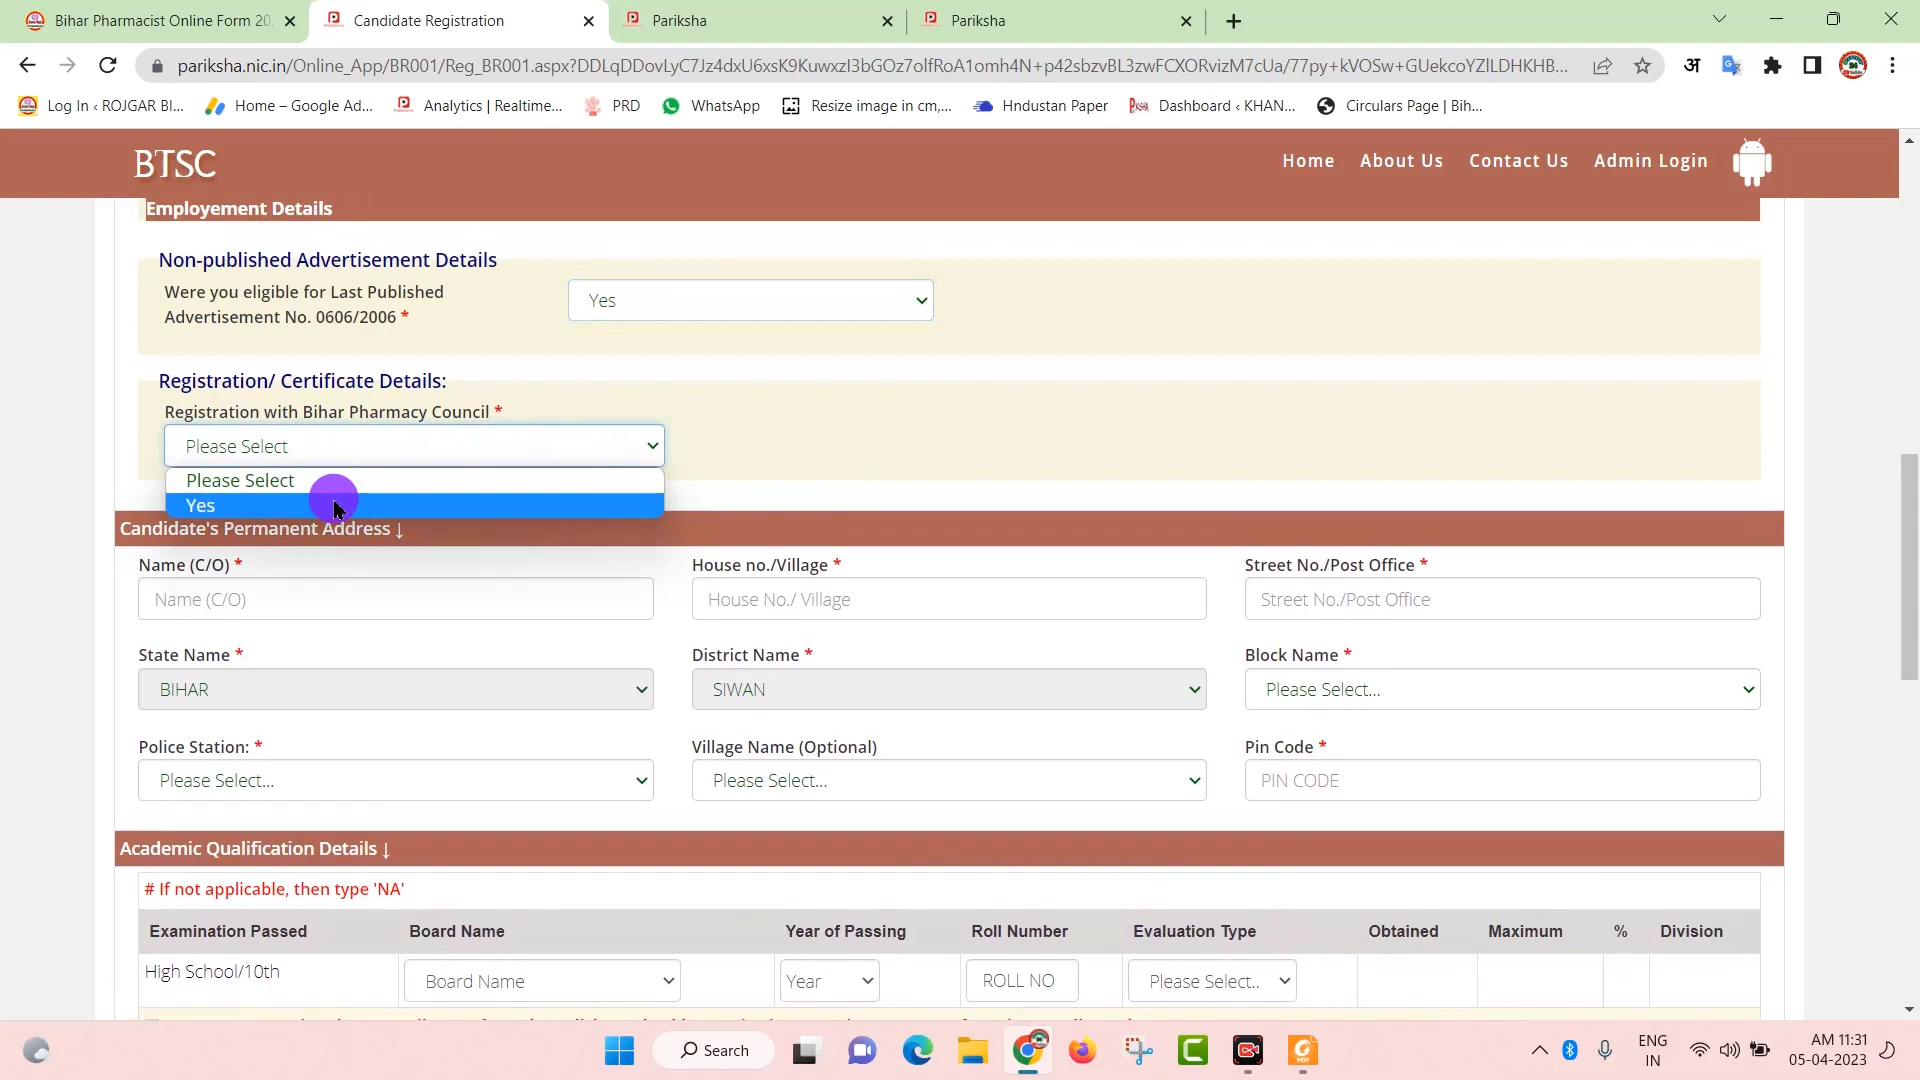 Bihar Pharmacist Online Form 20
Candidate Registration
Pariksha
Pariksha
pariksha.nic.in/Online_App/BR001/Reg_BR001.aspx?DDLqDDovLyC7Jz4dxU6xsK9KuwxzI3bGOz7olfRoA1omh4N+p42sbzvBL3zwFCXORvizM7cUa/77py+kVOSw+GUekcoYZlLDHKHB...
Log In ‹ ROJGAR BI...
Home – Google Ad...
Analytics | Realtime...
PRD
WhatsApp
Resize image in cm,...
Hndustan Paper
Dashboard ‹ KHAN...
Circulars Page | Bih...
BTSC
Home
About Us
Contact Us
Admin Login
Employement Details
Non-published Advertisement Details
Were you eligible for Last Published
Advertisement No. 0606/2006 *
Yes
Registration/ Certificate Details:
Registration with Bihar Pharmacy Council *
Please Select
Please Select
Yes
Candidate's Permanent Address ↓
Name (C/O) *
House no./Village *
Street No./Post Office *
Name (C/O)
House No./ Village
Street No./Post Office
State Name *
District Name *
Block Name *
BIHAR
SIWAN
Please Select...
Police Station: *
Village Name (Optional)
Pin Code *
Please Select...
Please Select...
PIN CODE
Academic Qualification Details ↓
# If not applicable, then type 'NA'
Examination Passed
Board Name
Year of Passing
Roll Number
Evaluation Type
Obtained
Maximum
%
Division
High School/10th
Board Name
Year
ROLL NO
Please Select..
Search
ENG
IN
AM 11:31
05-04-2023